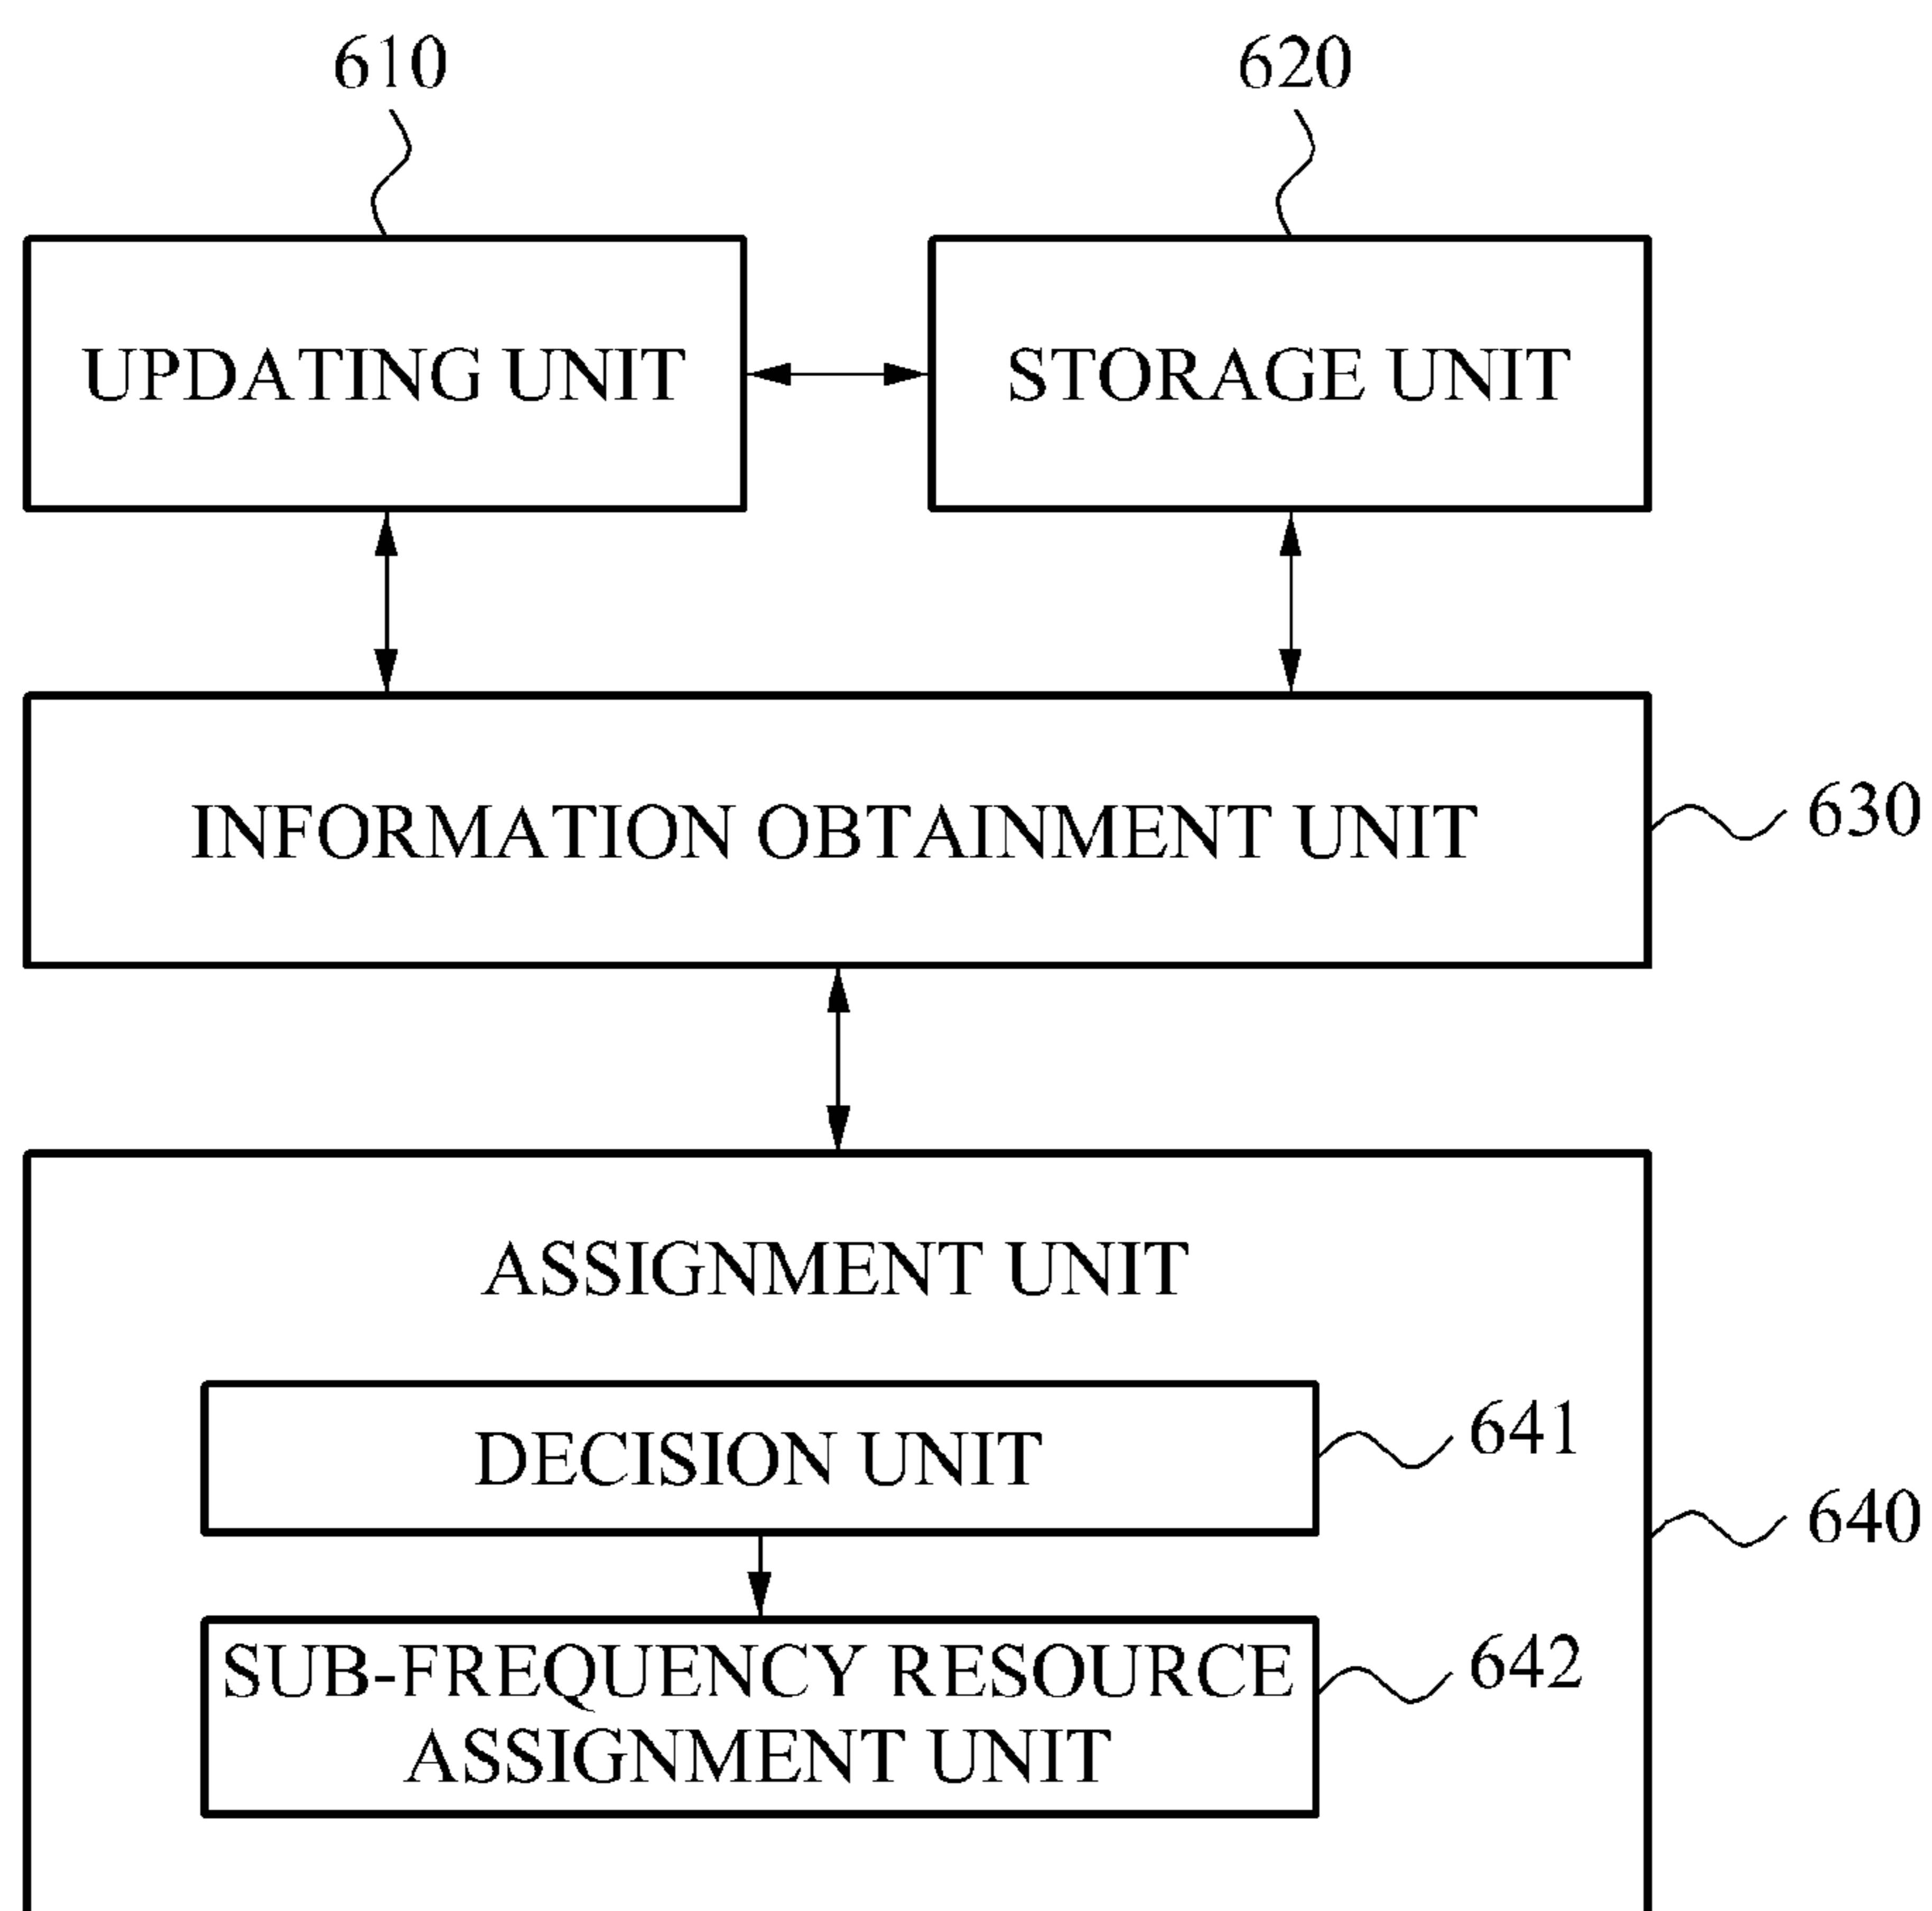 610
620
UPDATING UNIT
STORAGE UNIT
INFORMATION OBTAINMENT UNIT
630
ASSIGNMENT UNIT
DECISION UNIT
641
640
SUB-FREQUENCY RESOURCE
ASSIGNMENT UNIT
642